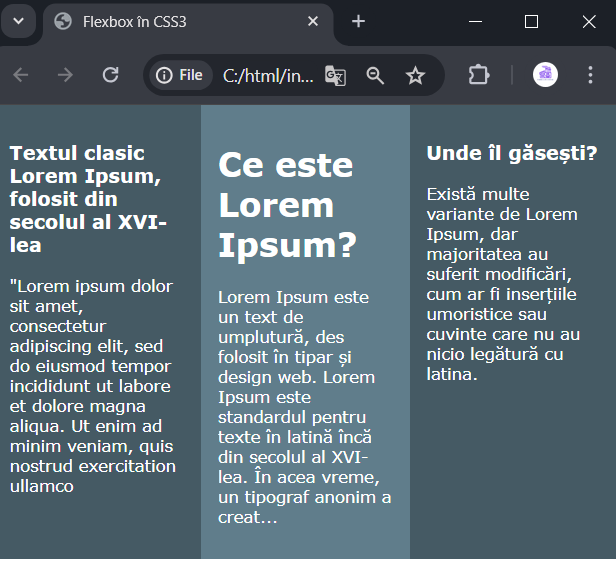 Flexbox în CSS3
File
C:/html/in...
Textul clasic
Lorem Ipsum,
folosit din
secolul al XVI-
lea
"Lorem ipsum dolor
sit amet,
consectetur
adipiscing elit, sed
do eiusmod tempor
incididunt ut labore
et dolore magna
aliqua. Ut enim ad
minim veniam, quis
nostrud exercitation
ullamco
Ce este
Lorem
Ipsum?
Lorem Ipsum este
un text de
umplutură, des
folosit în tipar și
design web. Lorem
Ipsum este
standardul pentru
texte în latină încă
din secolul al XVI-
lea. În acea vreme,
un tipograf anonim a
creat...
Unde îl găsești?
Există multe
variante de Lorem
Ipsum, dar
majoritatea au
suferit modificări,
cum ar fi inserțiile
umoristice sau
cuvinte care nu au
nicio legătură cu
latina.